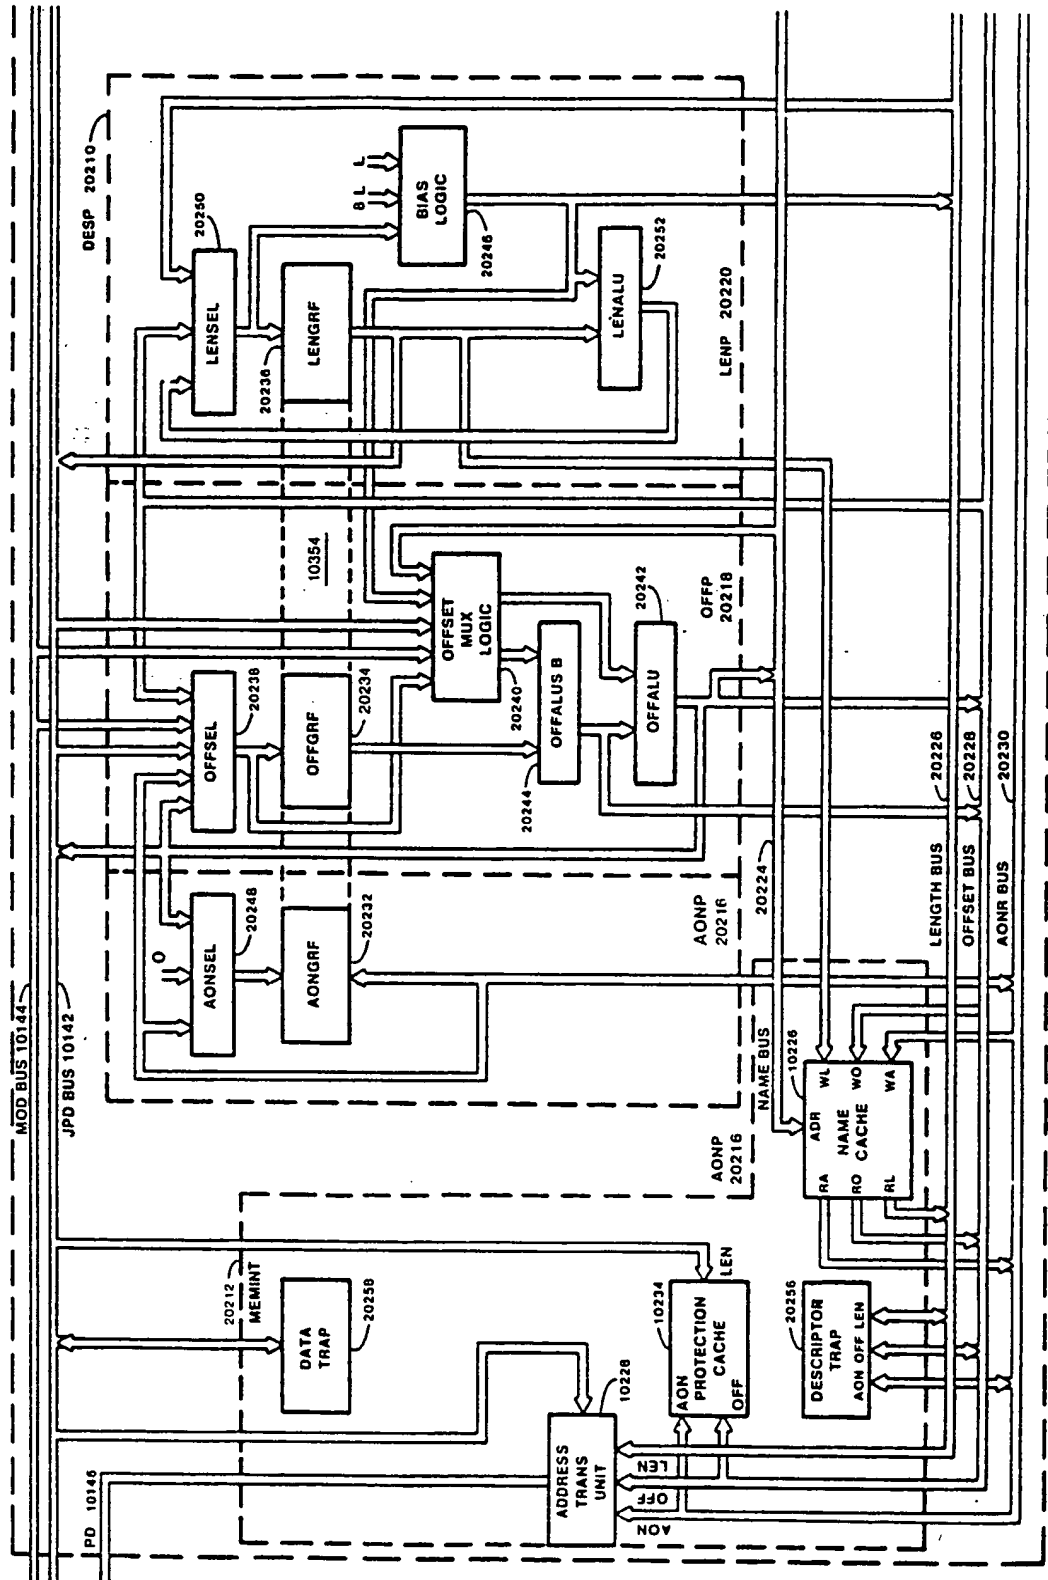 MOD BUS 10144
JPD BUS 10142
PD 10146
DESP 20210
20212
MEMINT
DATA
TRAP
20258
ADDRESS
TRANS
UNIT
10228
AON
OFF
LEN
10234
AON
PROTECTION
CACHE
OFF
LEN
20256
DESCRIPTOR
TRAP
AON OFF LEN
AONP
20216
NAME BUS
20224
10226
ADR
NAME
CACHE
RA
RO
RL
WL
WO
WA
O
AONSEL
20248
AONGRF
20232
AONP
20216
OFFSEL
20238
OFFGRF
20234
10354
OFFSET
MUX
LOGIC
20240
OFFALUS B
20244
OFFALU
20242
OFFP
20218
LENSEL
20250
LENGRF
20236
8 L
L
BIAS
LOGIC
20246
LENALU
20252
LENP 20220
LENGTH BUS
20226
OFFSET BUS
20228
AONR BUS
20230